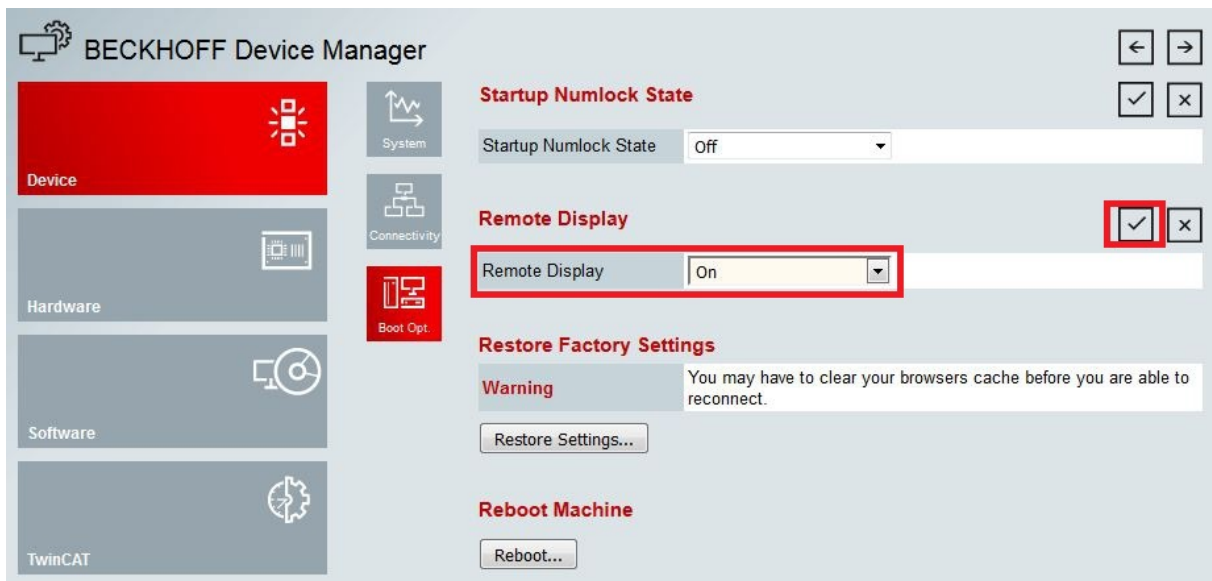 BECKHOFF Device Manager
Device
Hardware
Software
TwinCAT
System
Connectivity
Boot Opt.
Startup Numlock State
Startup Numlock State Off
Remote Display
Remote Display On
Restore Factory Settings
Warning You may have to clear your browsers cache before you are able to
reconnect.
Restore Settings...
Reboot Machine
Reboot...